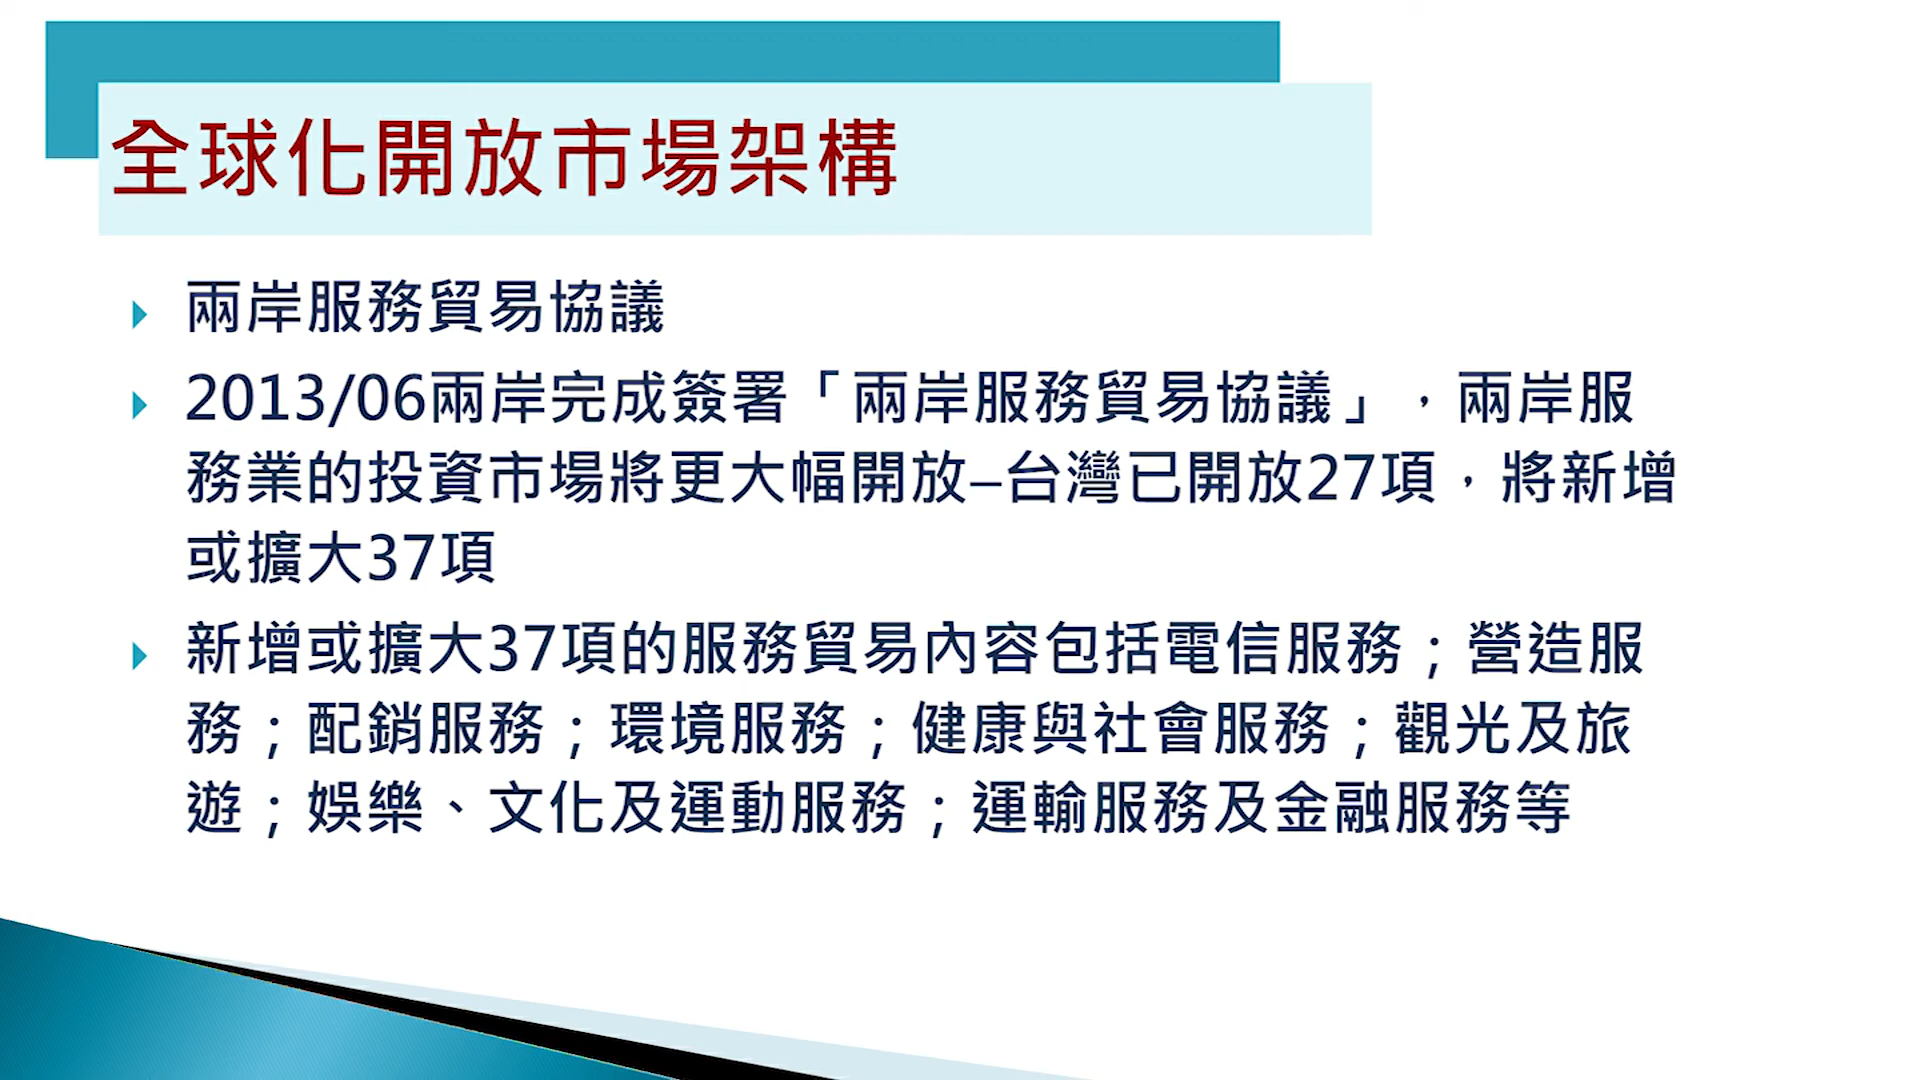 全球化開放市場架構
兩岸服務貿易協議
2013/06兩岸完成簽署「兩岸服務貿易協議」，兩岸服
務業的投資市場將更大幅開放–台灣已開放27項，將新增
或擴大37項
新增或擴大37項的服務貿易內容包括電信服務；營造服
務；配銷服務；環境服務；健康與社會服務；觀光及旅
遊；娛樂、文化及運動服務；運輸服務及金融服務等